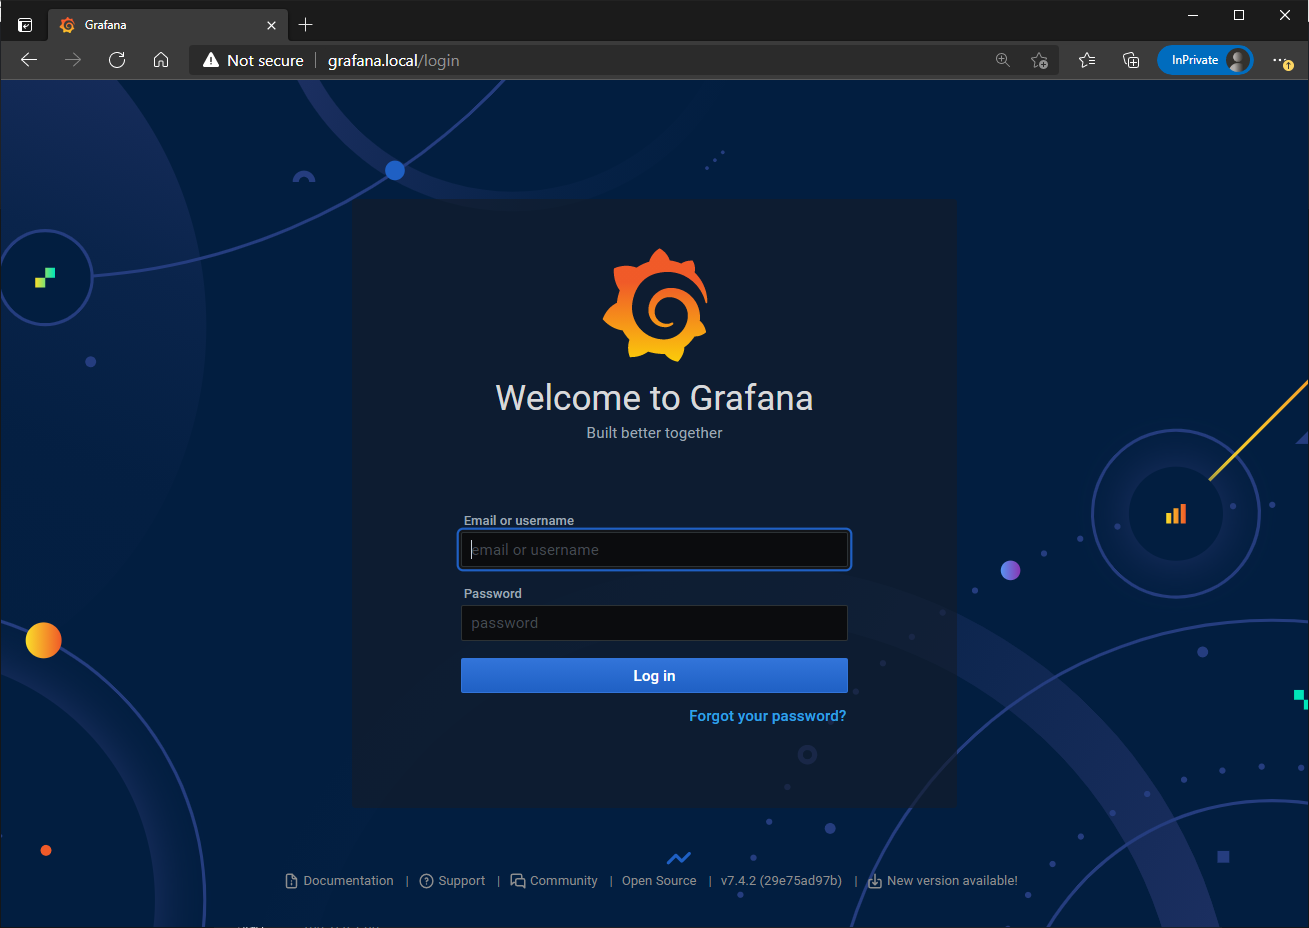 Grafana
Not secure grafana.local/login InPrivate
Welcome to Grafana
Built better together
Email or username
email or username
Password
password
Log in
Forgot your password?
Documentation | Support | Community | Open Source | v7.4.2 (29e75ad97b) | New version available!